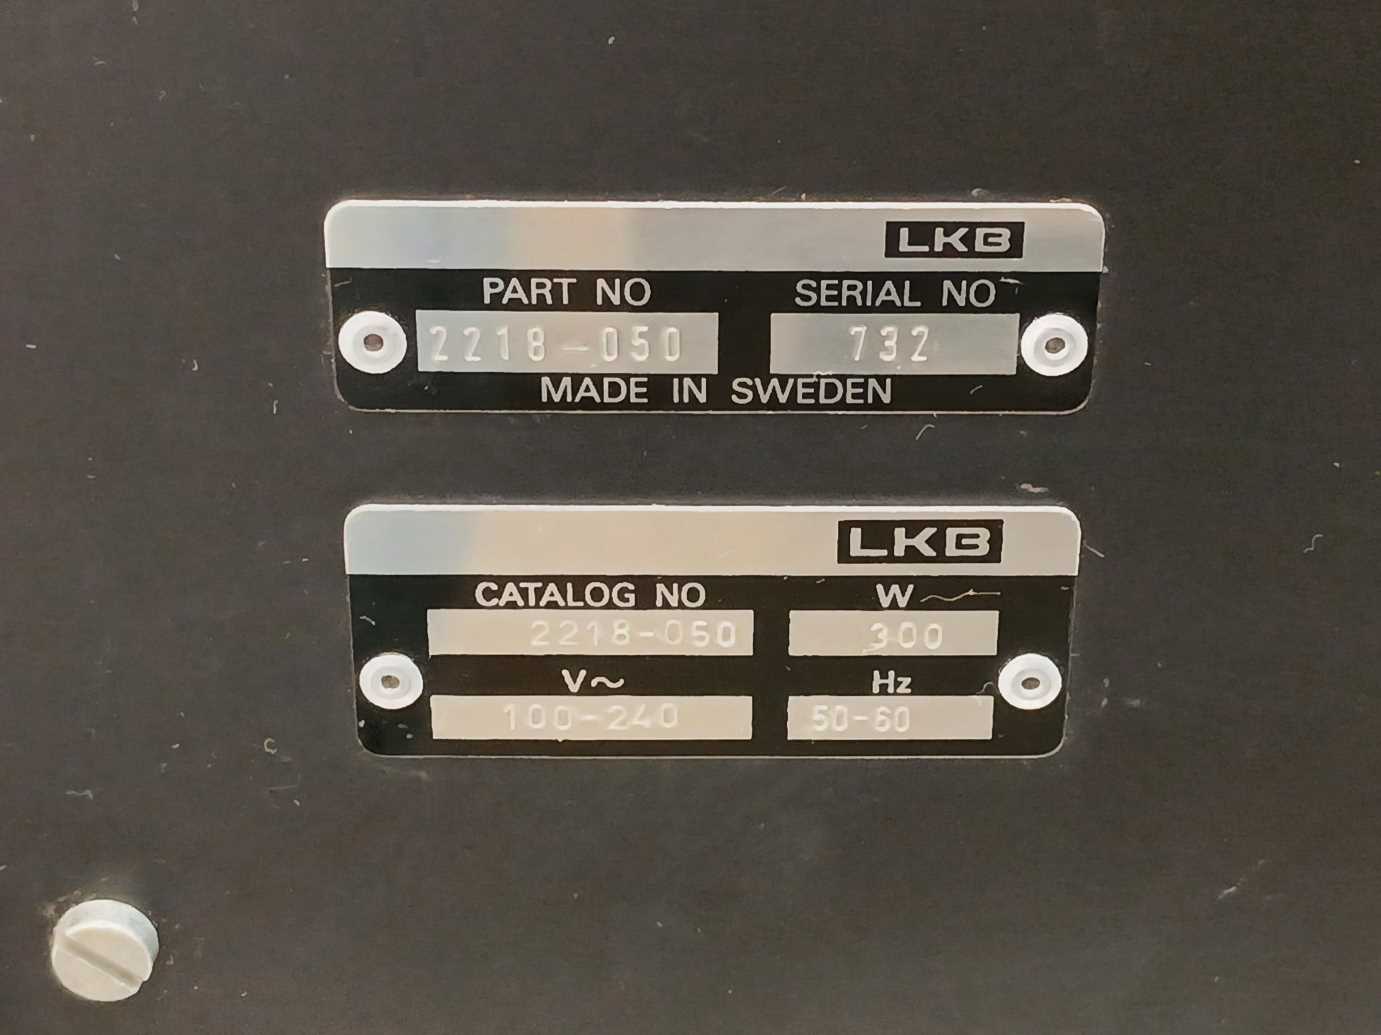 LKB
PART NO SERIAL NO
2218-050 732
MADE IN SWEDEN
LKB
CATALOG NO W
2218-050 300
V~ Hz
100-240 50-60